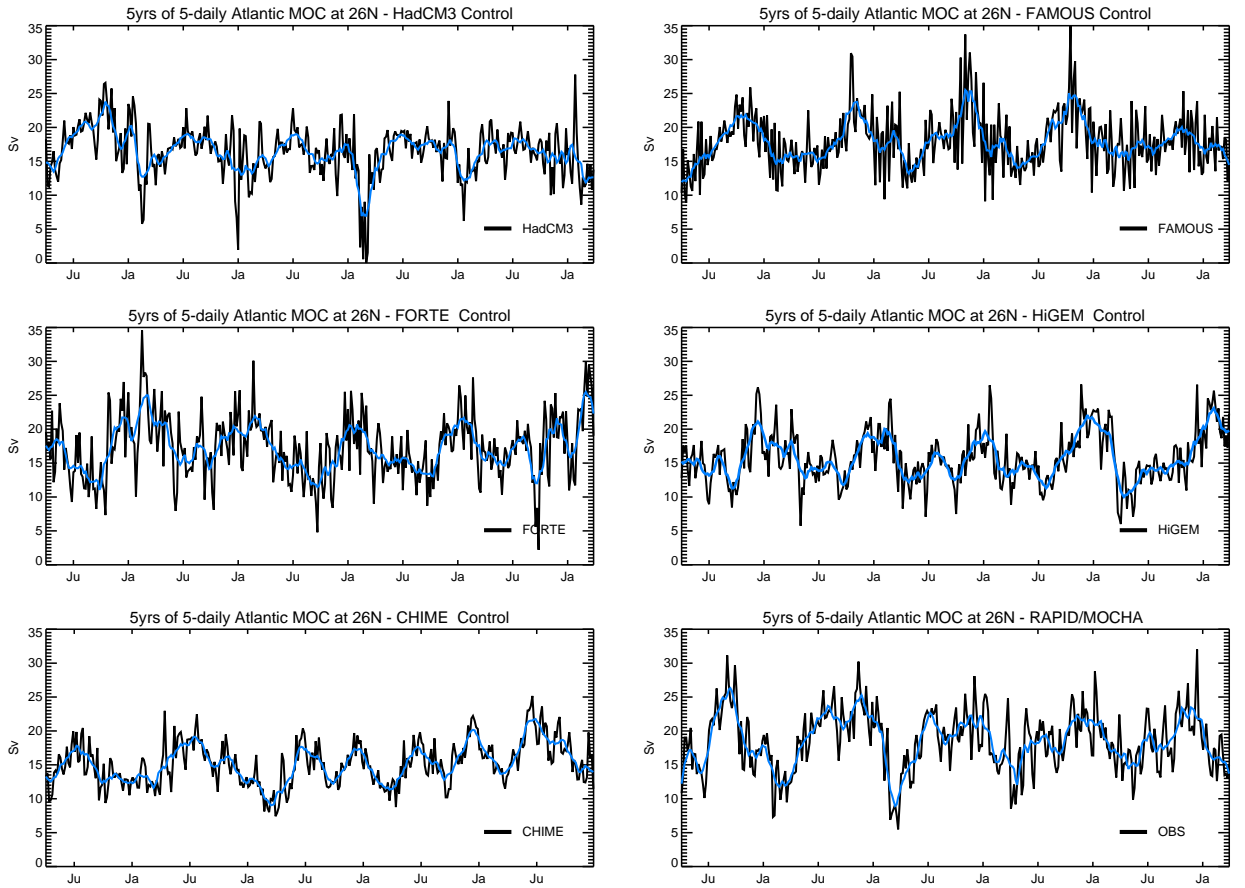 5yrs of 5-daily Atlantic MOC at 26N - HadCM3 Control
35
30
25
20
15
10
5
0
Sv
HadCM3
Ju Ja Ju Ja Ju Ja Ju Ja Ju Ja
5yrs of 5-daily Atlantic MOC at 26N - FAMOUS Control
35
30
25
20
15
10
5
0
Sv
FAMOUS
Ju Ja Ju Ja Ju Ja Ju Ja Ju Ja
5yrs of 5-daily Atlantic MOC at 26N - FORTE Control
35
30
25
20
15
10
5
0
Sv
FORTE
Ju Ja Ju Ja Ju Ja Ju Ja Ju Ja
5yrs of 5-daily Atlantic MOC at 26N - HiGEM Control
35
30
25
20
15
10
5
0
Sv
HiGEM
Ju Ja Ju Ja Ju Ja Ju Ja Ju Ja
5yrs of 5-daily Atlantic MOC at 26N - CHIME Control
35
30
25
20
15
10
5
0
Sv
CHIME
Ju Ja Ju Ja Ju Ja Ju Ja Ju
5yrs of 5-daily Atlantic MOC at 26N - RAPID/MOCHA
35
30
25
20
15
10
5
0
Sv
OBS
Ju Ja Ju Ja Ju Ja Ju Ja Ju Ja